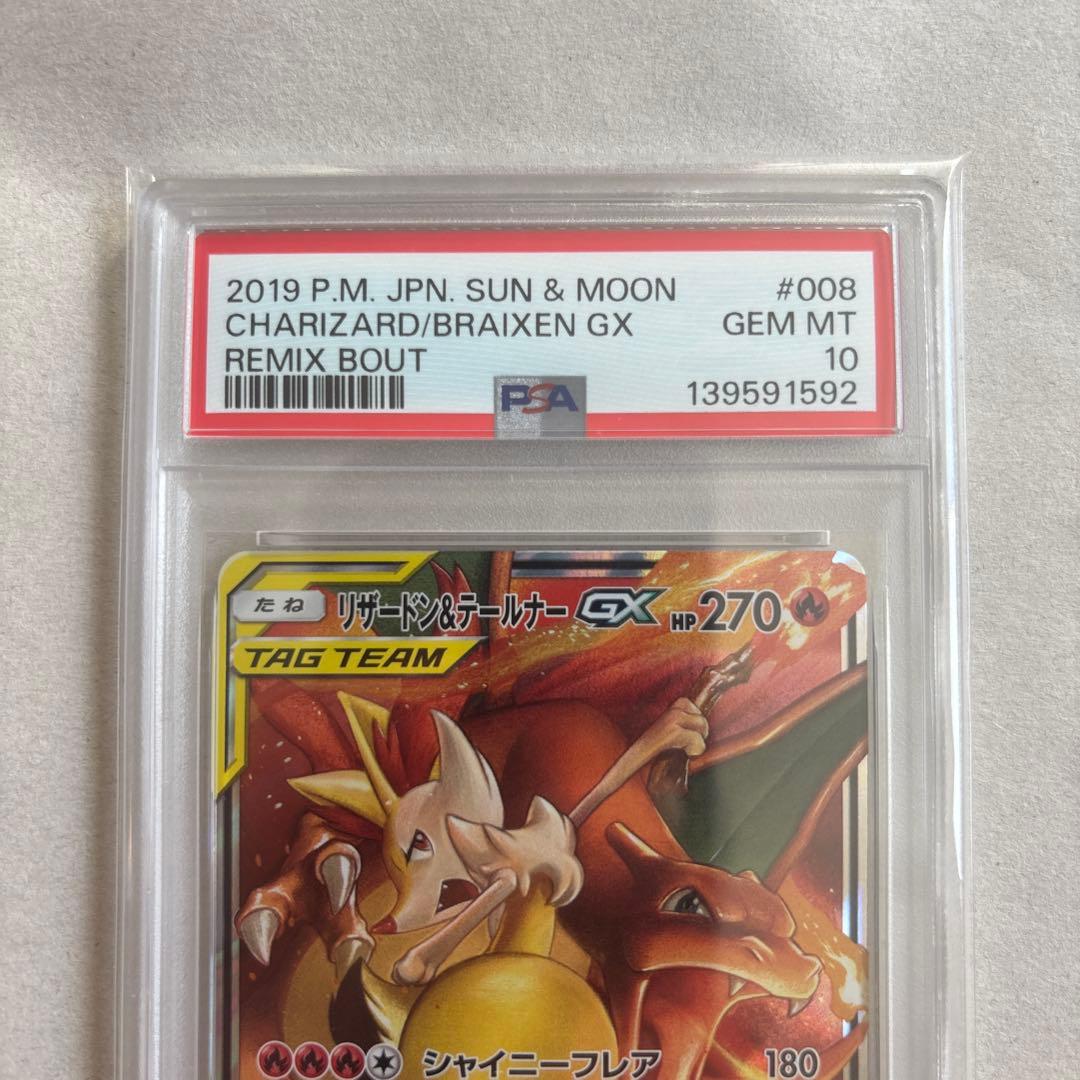 2019 P.M. JPN. SUN & MOON #008
CHARIZARD/BRAIXEN GX GEM MT
REMIX BOUT 10
PSA 139591592
たね リザードン&テールナー GX HP 270
TAG TEAM
シャイニーフレア 180